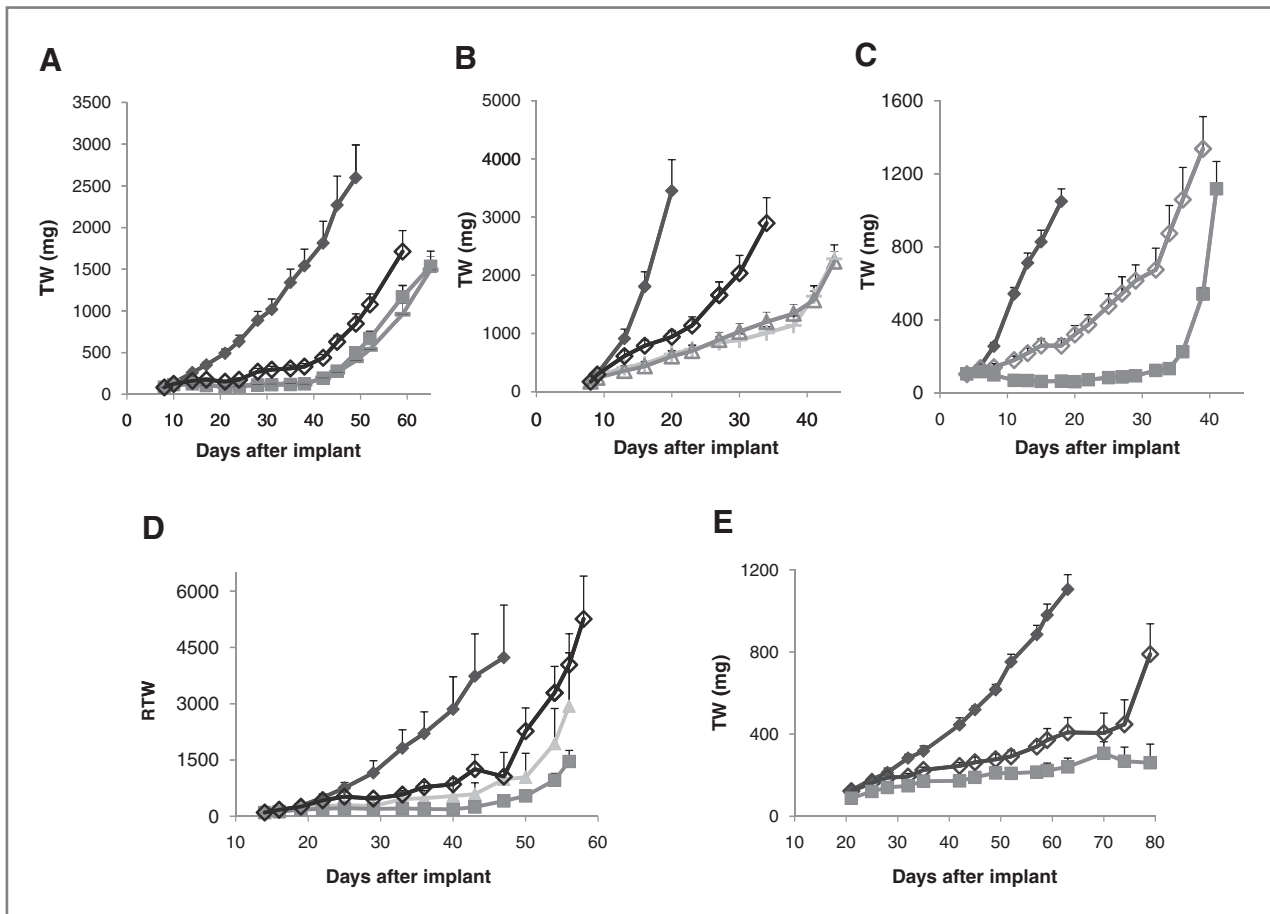 A
3500
3000
2500
2000
1500
1000
500
0
TW (mg)
0 10 20 30 40 50 60
Days after implant
B
5000
4000
3000
2000
1000
0
TW (mg)
0 10 20 30 40
Days after implant
C
1600
1200
800
400
0
TW (mg)
0 10 20 30 40
Days after implant
D
6000
4500
3000
1500
0
RTW
10 20 30 40 50 60
Days after implant
E
1200
800
400
0
TW (mg)
10 20 30 40 50 60 70 80
Days after implant